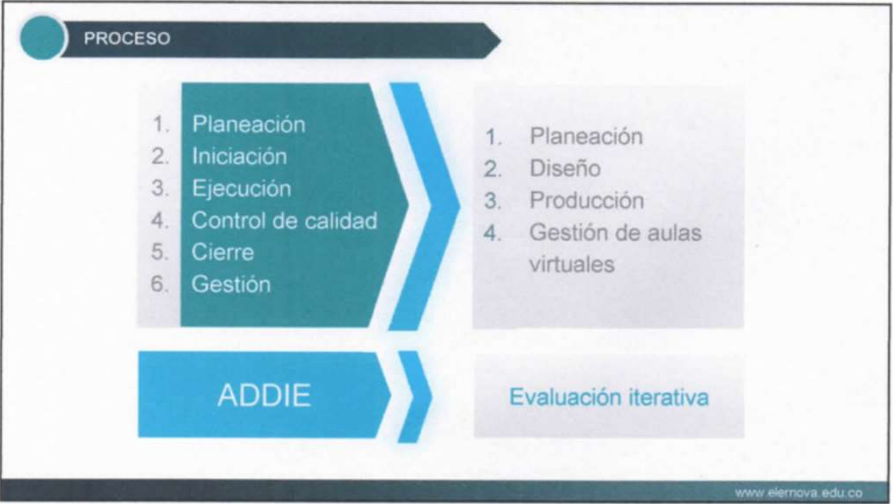 PROCESO
1. Planeación
2. Iniciación
3. Ejecución
4. Control de calidad
5. Cierre
6. Gestión
1. Planeación
2. Diseño
3. Producción
4. Gestión de aulas
virtuales
ADDIE
Evaluación iterativa
www.elernova.edu.co